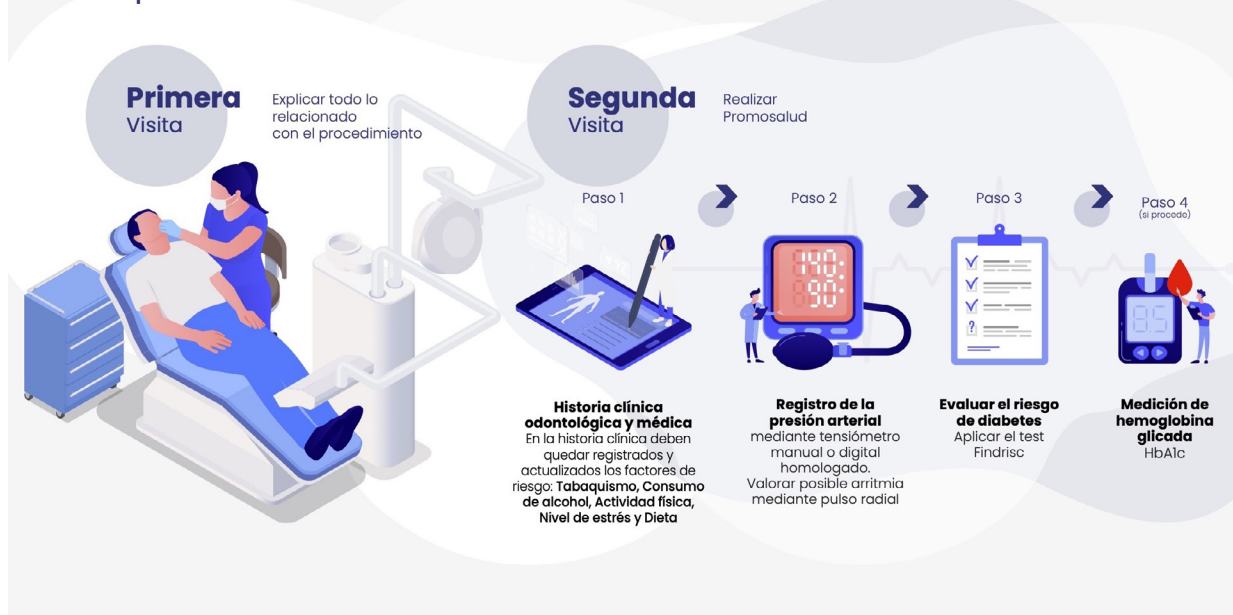 Primera
Visita
Explicar todo lo
relacionado
con el procedimiento
Segunda
Visita
Realizar
Promosalud
Paso 1
Paso 2
Paso 3
Paso 4
(si procede)
140:
90:
85
?
Historia clínica
odontológica y médica
En la historia clínica deben
quedar registrados y
actualizados los factores de
riesgo: Tabaquismo, Consumo
de alcohol, Actividad física,
Nivel de estrés y Dieta
Registro de la
presión arterial
mediante tensiómetro
manual o digital
homologado.
Valorar posible arritmia
mediante pulso radial
Evaluar el riesgo
de diabetes
Aplicar el test
Findrisc
Medición de
hemoglobina
glicada
HbA1c